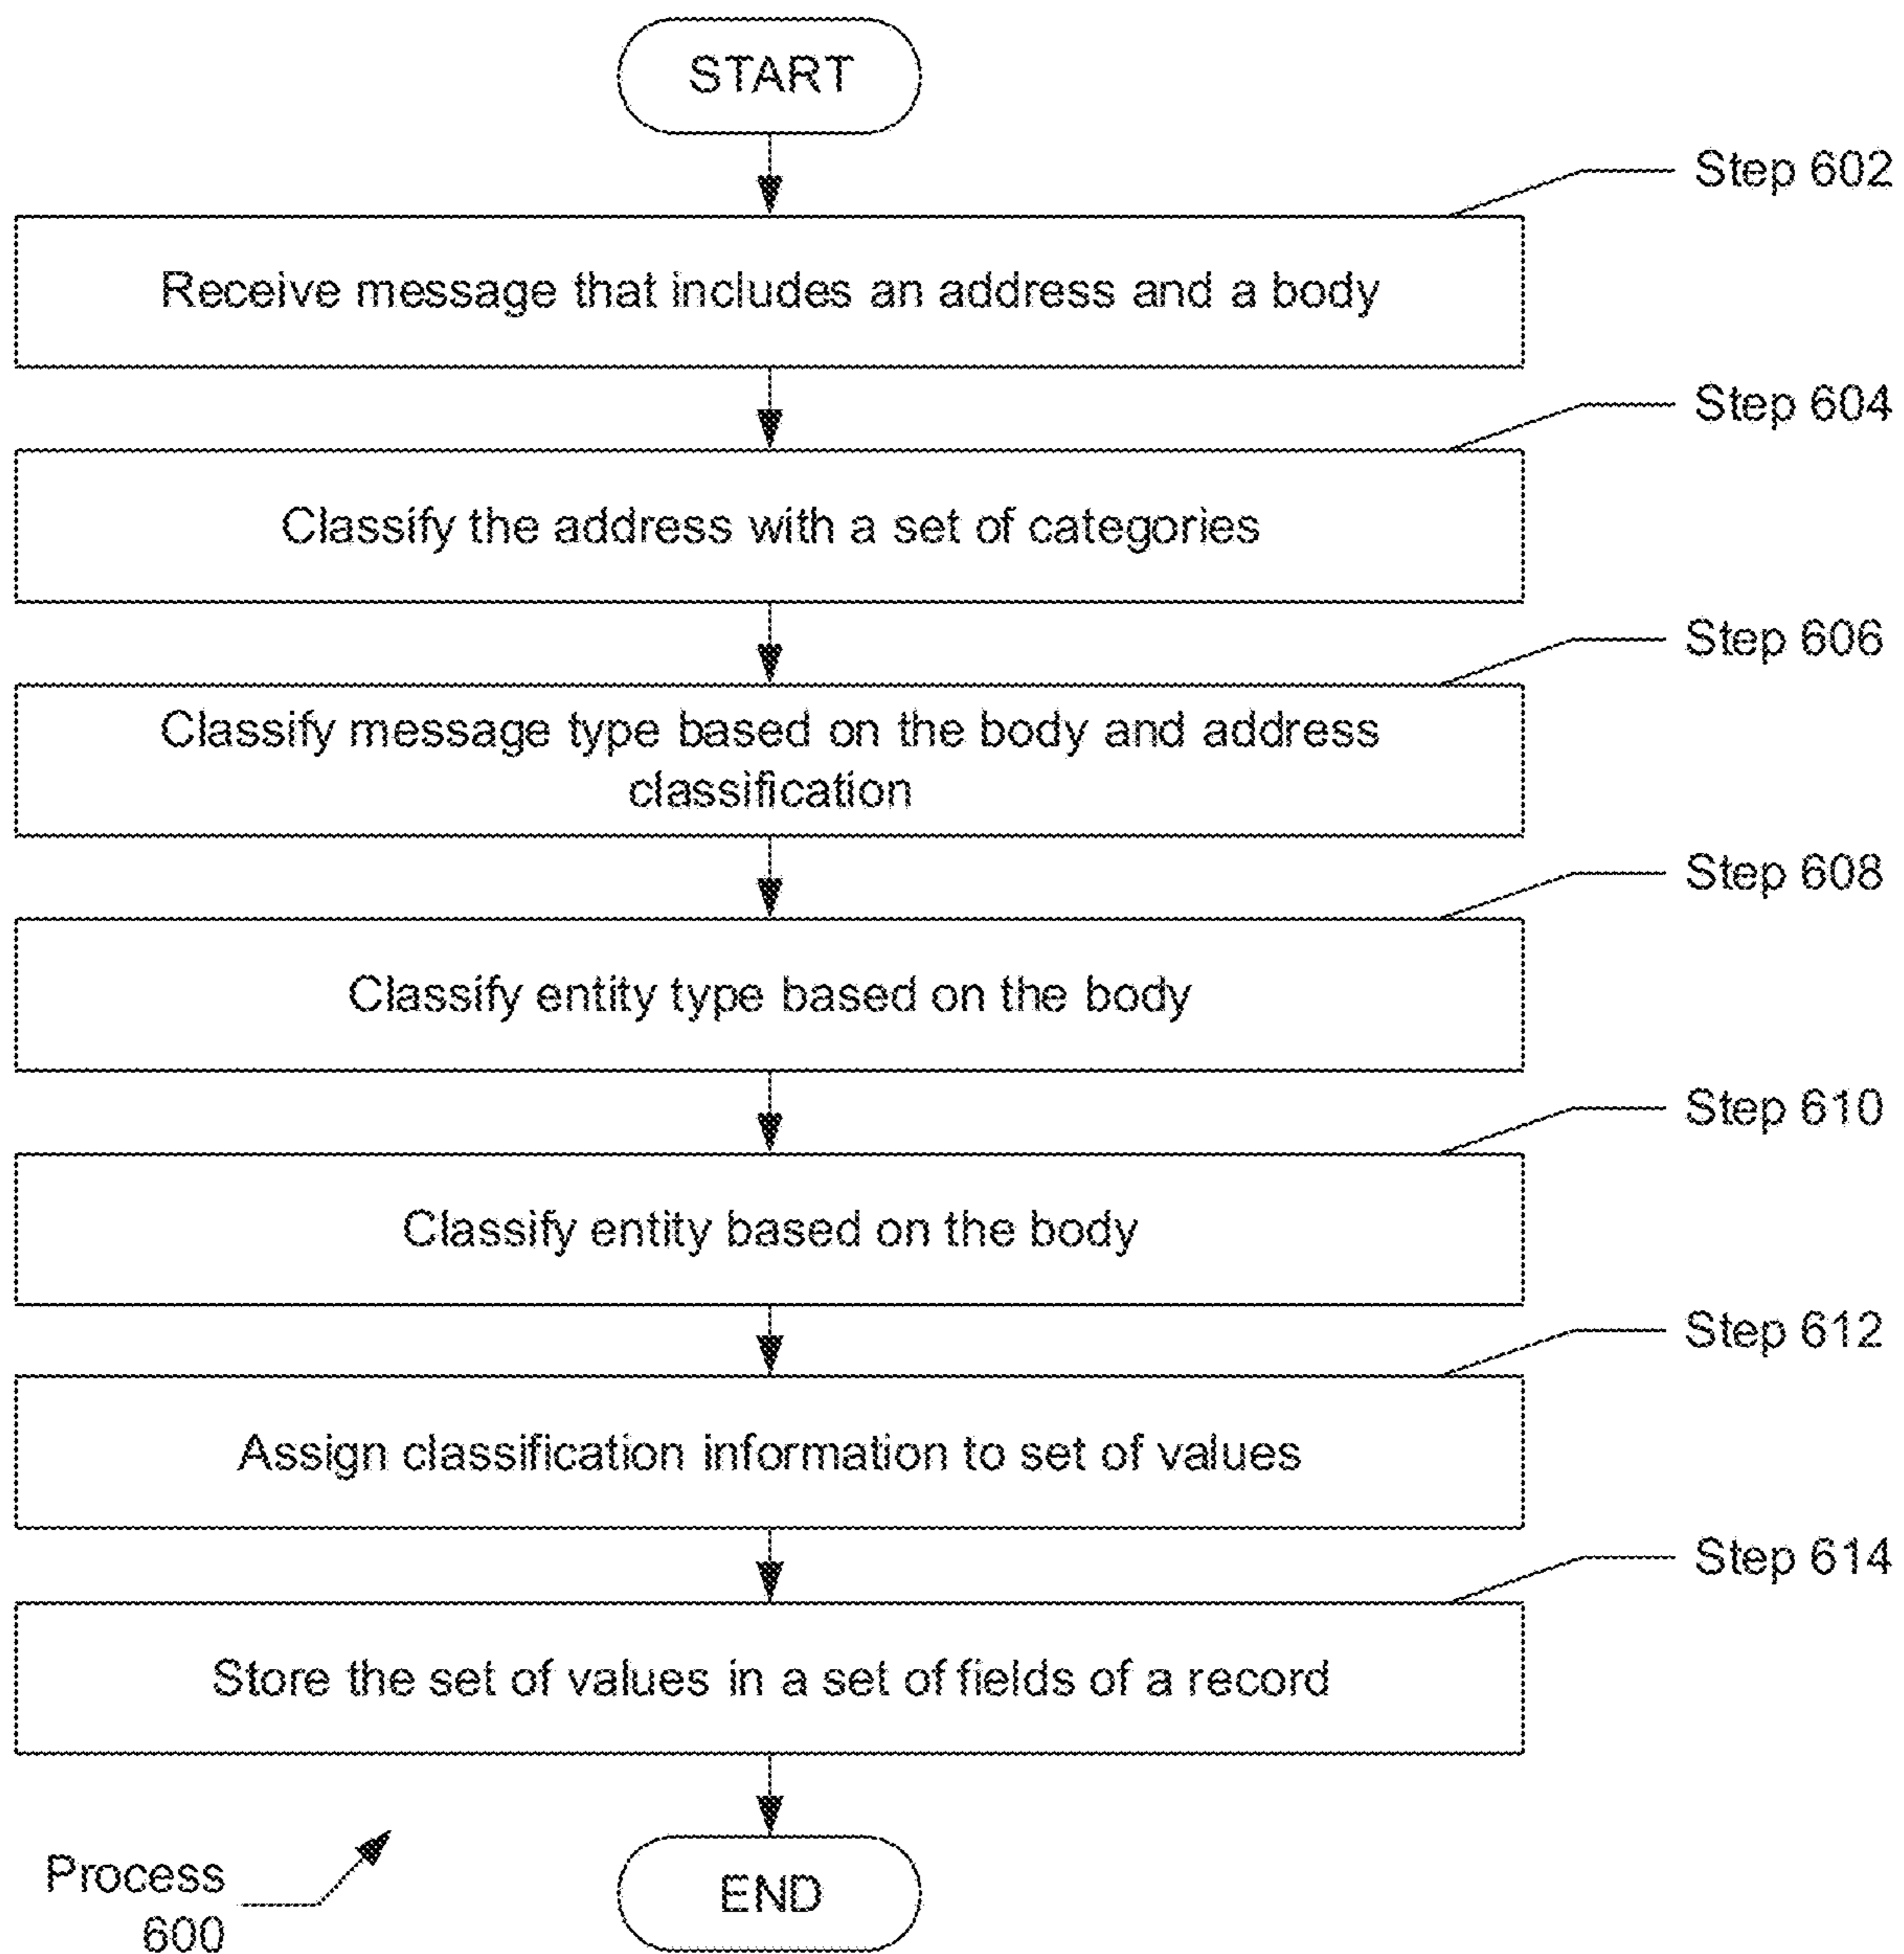 START
Step 602
Receive message that includes an address and a body
Step 604
Classify the address with a set of categories
Step 606
Classify message type based on the body and address
classification
Step 608
Classify entity type based on the body
Step 610
Classify entity based on the body
Step 612
Assign classification information to set of values
Step 614
Store the set of values in a set of fields of a record
Process
600
END